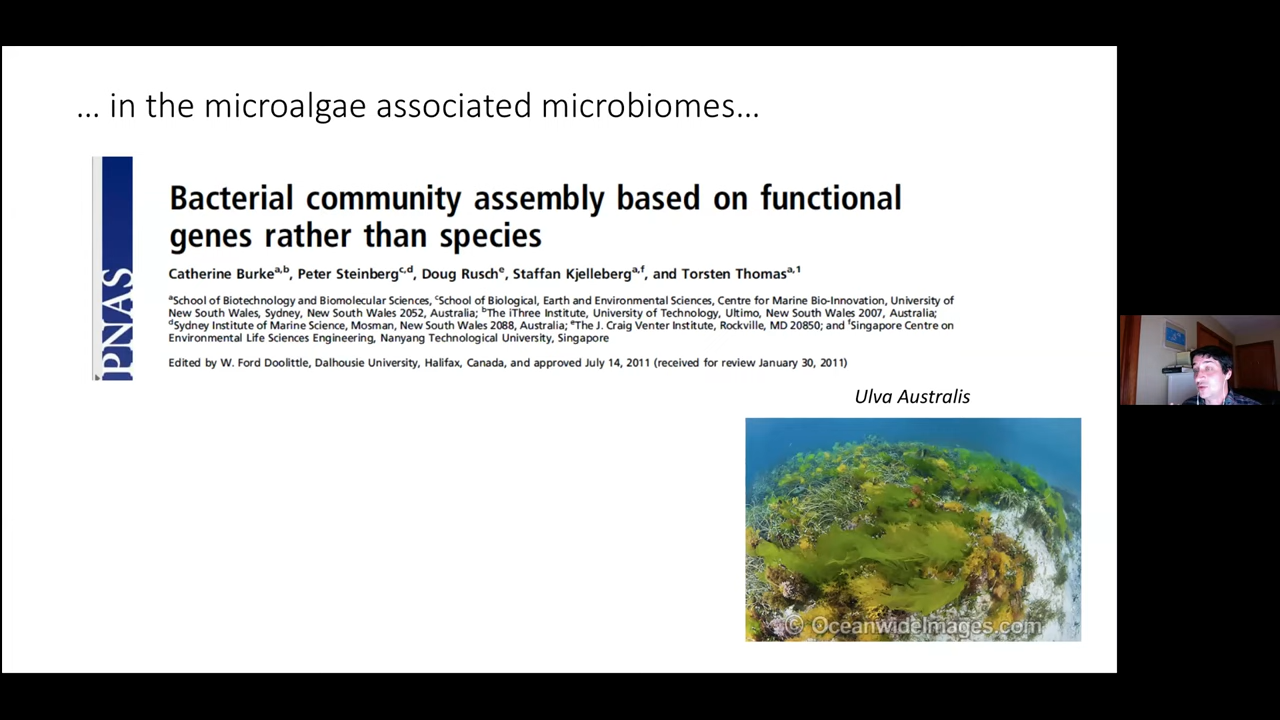 ... in the microalgae associated microbiomes...
PNAS
Bacterial community assembly based on functional
genes rather than species
Catherine Burkeᵃ,ᵇ, Peter Steinbergᶜ,ᵈ, Doug Ruschᵉ, Staffan Kjellebergᵃ,ᶠ, and Torsten Thomasᵃ,¹
ᵃSchool of Biotechnology and Biomolecular Sciences, ᶜSchool of Biological, Earth and Environmental Sciences, Centre for Marine Bio-Innovation, University of
New South Wales, Sydney, New South Wales 2052, Australia; ᵇThe iThree Institute, University of Technology, Ultimo, New South Wales 2007, Australia;
ᵈSydney Institute of Marine Science, Mosman, New South Wales 2088, Australia; ᵉThe J. Craig Venter Institute, Rockville, MD 20850; and ᶠSingapore Centre on
Environmental Life Sciences Engineering, Nanyang Technological University, Singapore
Edited by W. Ford Doolittle, Dalhousie University, Halifax, Canada, and approved July 14, 2011 (received for review January 30, 2011)
Ulva Australis
© OceanwideImages.com